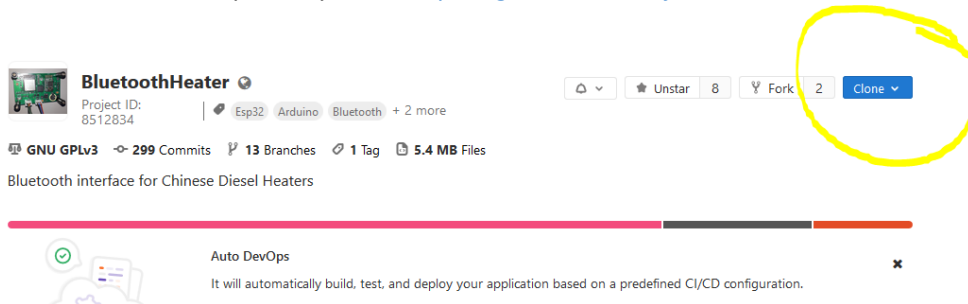 BluetoothHeater
Project ID:
8512834
Esp32 Arduino Bluetooth + 2 more
Unstar 8 Fork 2 Clone
GNU GPLv3 299 Commits 13 Branches 1 Tag 5.4 MB Files
Bluetooth interface for Chinese Diesel Heaters
Auto DevOps
It will automatically build, test, and deploy your application based on a predefined CI/CD configuration.